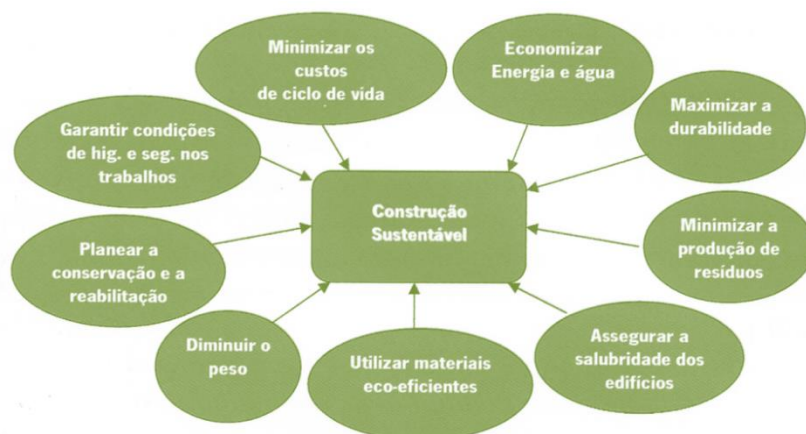 Minimizar os
custos
de ciclo de vida
Economizar
Energia e água
Maximizar a
durabilidade
Garantir condições
de hig. e seg. nos
trabalhos
Construção
Sustentável
Minimizar a
produção de
resíduos
Planear a
conservação e a
reabilitação
Diminuir o
peso
Utilizar materiais
eco-eficientes
Assegurar a
salubridade dos
edifícios